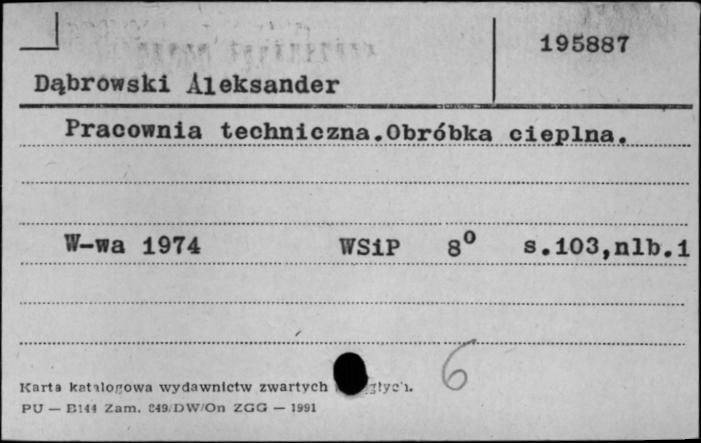 195887
Dąbrowski Aleksander
Pracownia techniczna.Obróbka cieplna.
W-wa 1974 WSiP 8⁰ s.103,nlb.1
6
Karta katalogowa wydawnictw zwartych
PU — B144 Zam. 849/DW/On ZGG — 1991